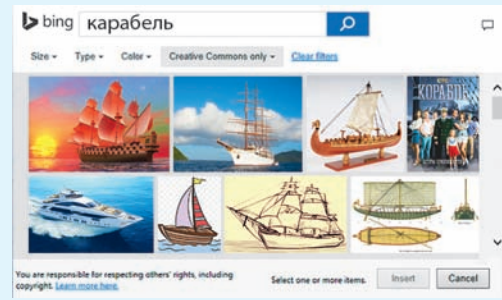 bing карабель
Size Type Color Creative Commons only Clear filters
КОРАБЛЬ
You are responsible for respecting others' rights, including
copyright. Learn more here.
Select one or more items.
Insert
Cancel